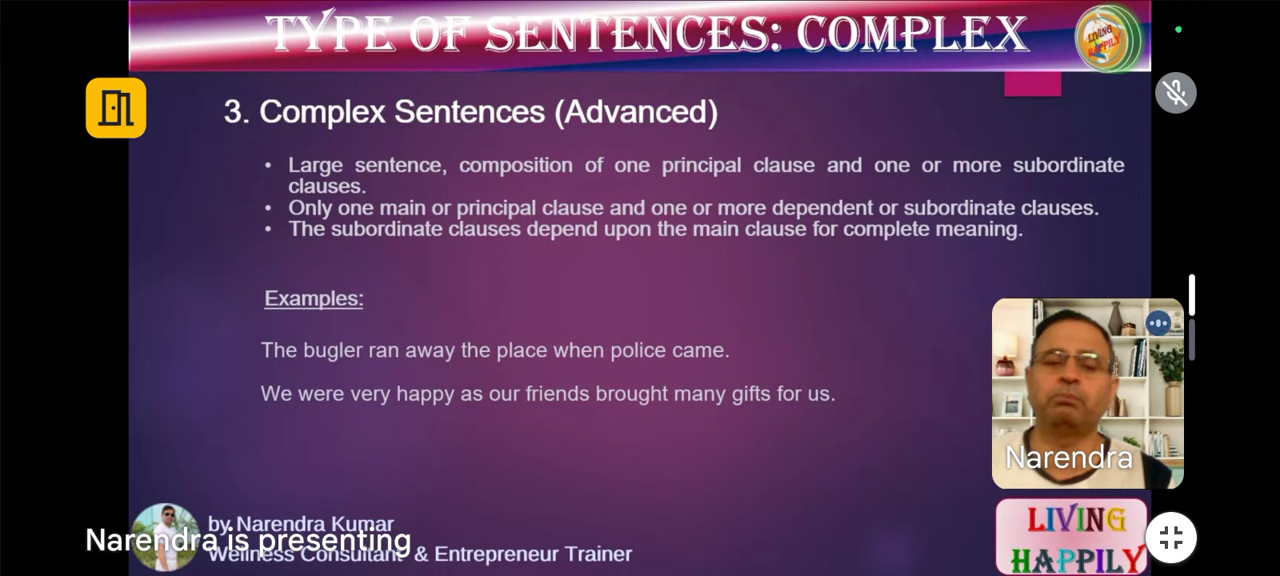 TYPE OF SENTENCES: COMPLEX
LIVING
HAPPILY
3. Complex Sentences (Advanced)
• Large sentence, composition of one principal clause and one or more subordinate
clauses.
• Only one main or principal clause and one or more dependent or subordinate clauses.
• The subordinate clauses depend upon the main clause for complete meaning.
Examples:
The bugler ran away the place when police came.
We were very happy as our friends brought many gifts for us.
Narendra
by Narendra Kumar
Narendra is presenting
Wellness Consultant & Entrepreneur Trainer
LIVING
HAPPILY